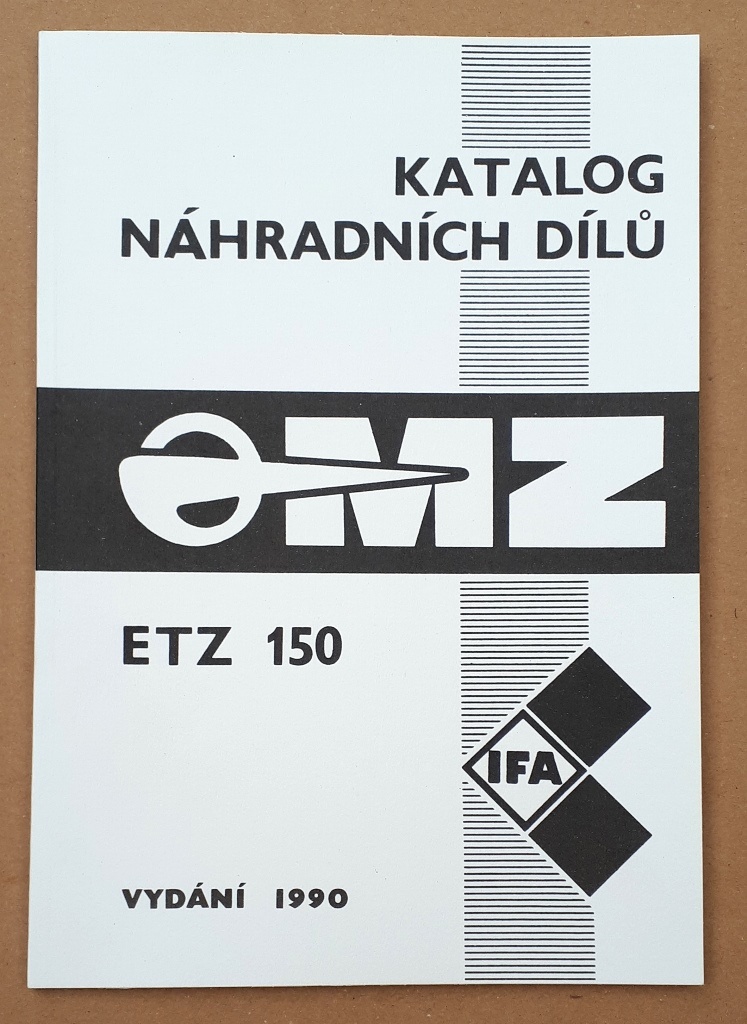 KATALOG
NÁHRADNÍCH DÍLŮ
MZ
ETZ 150
IFA
VYDÁNÍ 1990